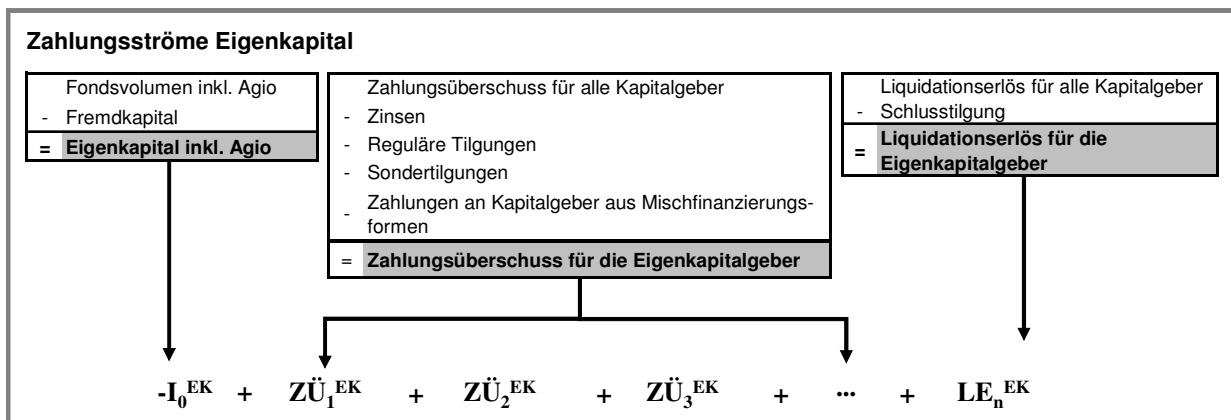 Zahlungsströme Eigenkapital
Fondsvolumen inkl. Agio
- Fremdkapital
= Eigenkapital inkl. Agio
Zahlungsüberschuss für alle Kapitalgeber
- Zinsen
- Reguläre Tilgungen
- Sondertilgungen
- Zahlungen an Kapitalgeber aus Mischfinanzierungs-
formen
= Zahlungsüberschuss für die Eigenkapitalgeber
Liquidationserlös für alle Kapitalgeber
- Schlusstilgung
= Liquidationserlös für die
Eigenkapitalgeber
-I₀ᴱᴷ + ZÜ₁ᴱᴷ + ZÜ₂ᴱᴷ + ZÜ₃ᴱᴷ + ... + LEₙᴱᴷ